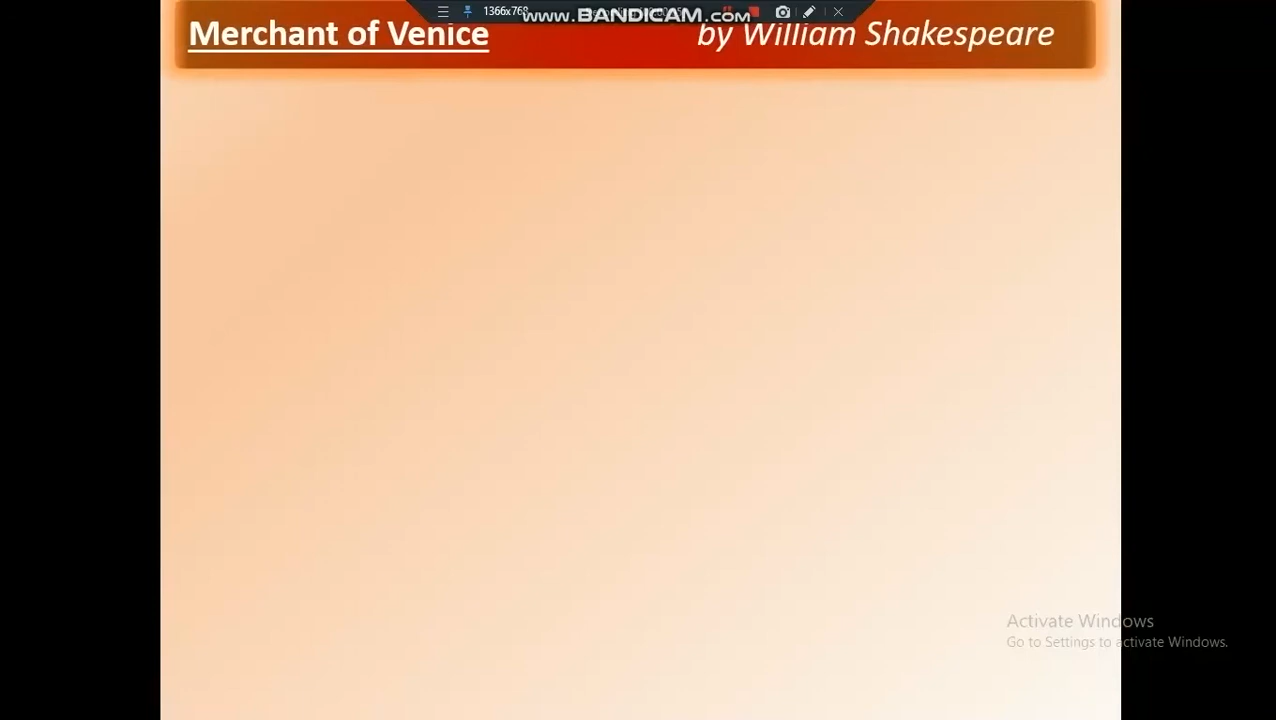 1366x768
www.BANDICAM.com
Merchant of Venice by William Shakespeare
Activate Windows
Go to Settings to activate Windows.